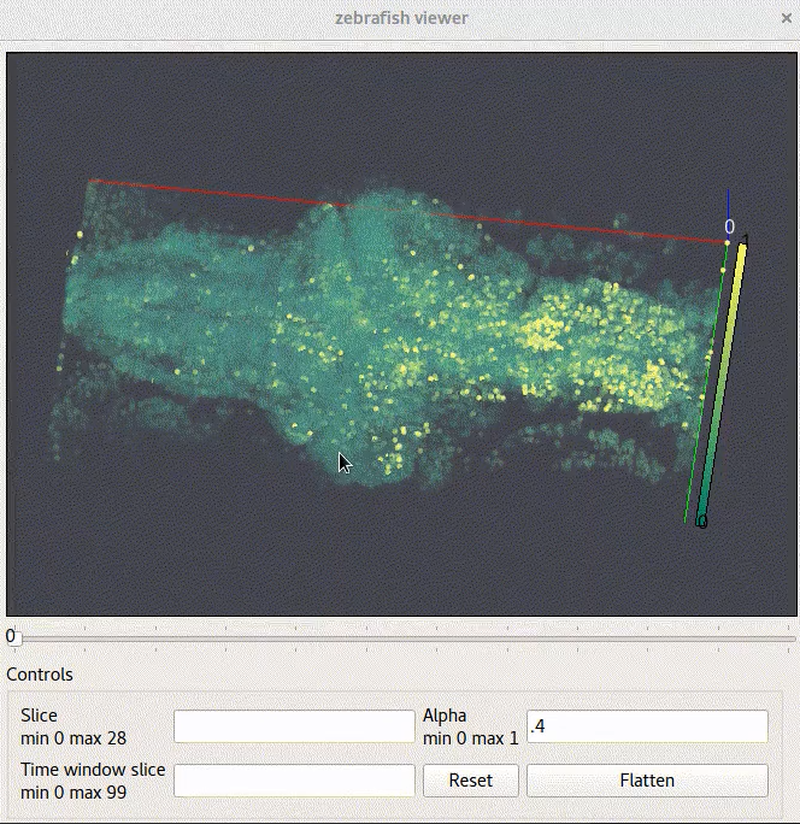 zebrafish viewer ×
0
1
0
0
Controls
Slice
min 0 max 28
Alpha
min 0 max 1
.4
Time window slice
min 0 max 99
Reset
Flatten